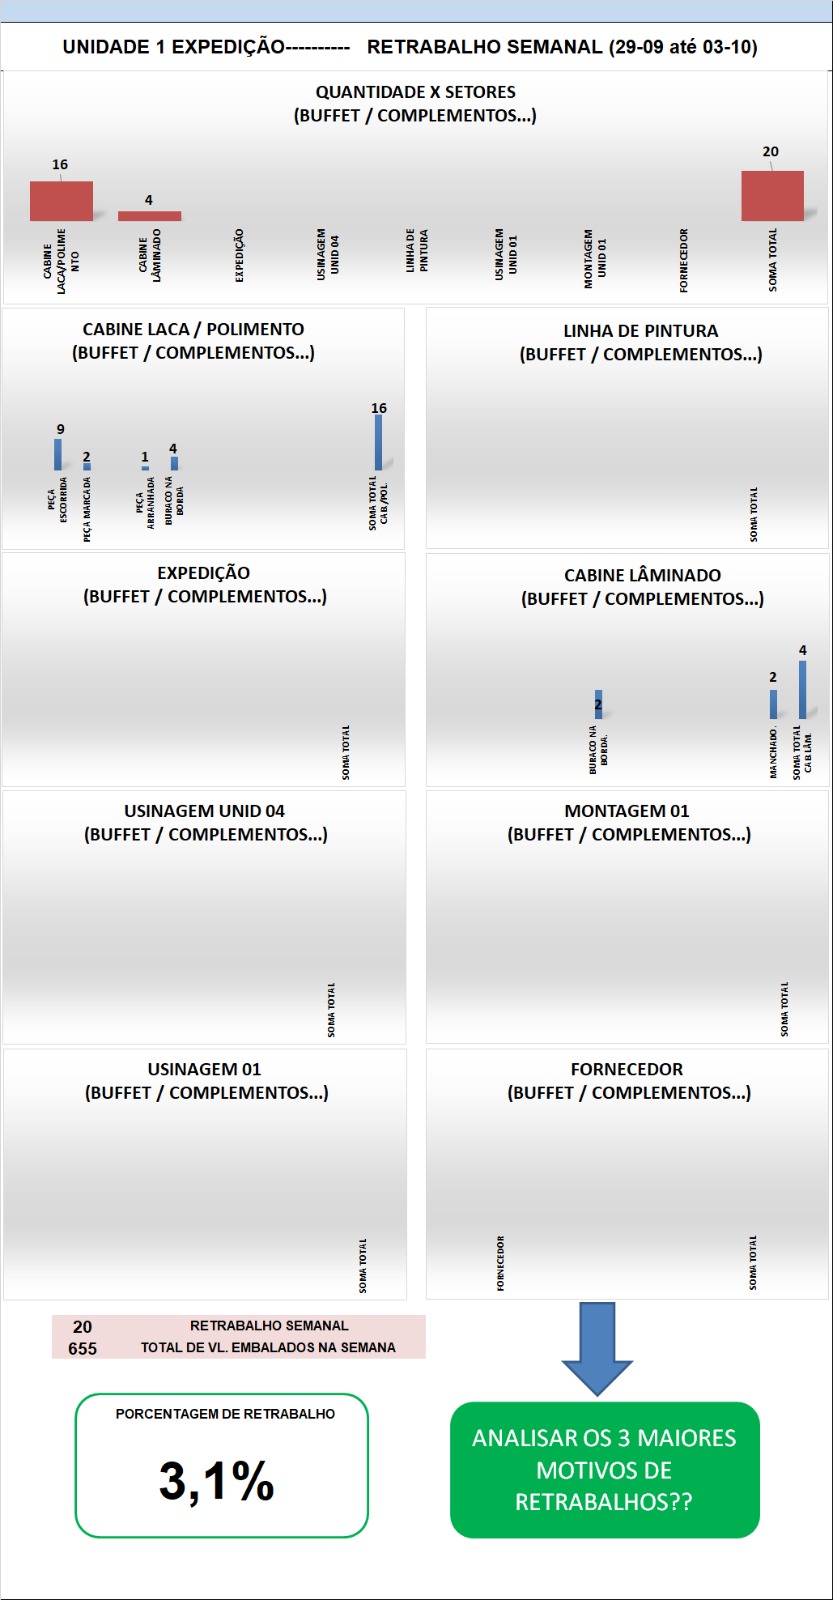 UNIDADE 1 EXPEDIÇÃO---------- RETRABALHO SEMANAL (29-09 até 03-10)
QUANTIDADE X SETORES
(BUFFET / COMPLEMENTOS...)
16
4
20
CABINE
LACA/POLIME
NTO
CABINE
LÂMINADO
EXPEDIÇÃO
USINAGEM
UNID 04
LINHA DE
PINTURA
USINAGEM
UNID 01
MONTAGEM
UNID 01
FORNECEDOR
SOMA TOTAL
CABINE LACA / POLIMENTO
(BUFFET / COMPLEMENTOS...)
9
2
1
4
16
PEÇA
ESCORRIDA
PEÇA MARCADA
PEÇA
ARRANHADA
BURACO NA
BORDA
SOMA TOTAL
CAB./POL.
LINHA DE PINTURA
(BUFFET / COMPLEMENTOS...)
SOMA TOTAL
EXPEDIÇÃO
(BUFFET / COMPLEMENTOS...)
SOMA TOTAL
CABINE LÂMINADO
(BUFFET / COMPLEMENTOS...)
2
2
4
BURACO NA
BORDA.
MANCHADO.
SOMA TOTAL
CAB.LÂM.
USINAGEM UNID 04
(BUFFET / COMPLEMENTOS...)
SOMA TOTAL
MONTAGEM 01
(BUFFET / COMPLEMENTOS...)
SOMA TOTAL
USINAGEM 01
(BUFFET / COMPLEMENTOS...)
SOMA TOTAL
FORNECEDOR
(BUFFET / COMPLEMENTOS...)
FORNECEDOR
SOMA TOTAL
20 RETRABALHO SEMANAL
655 TOTAL DE VL. EMBALADOS NA SEMANA
PORCENTAGEM DE RETRABALHO
3,1%
ANALISAR OS 3 MAIORES
MOTIVOS DE
RETRABALHOS??